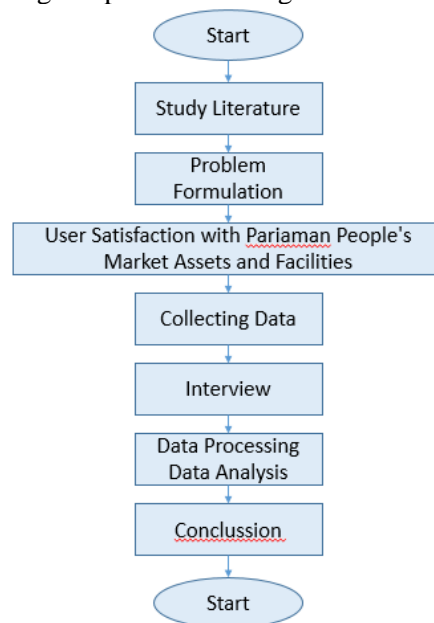 Start
Study Literature
Problem
Formulation
User Satisfaction with Pariaman People's
Market Assets and Facilities
Collecting Data
Interview
Data Processing
Data Analysis
Conclussion
Start